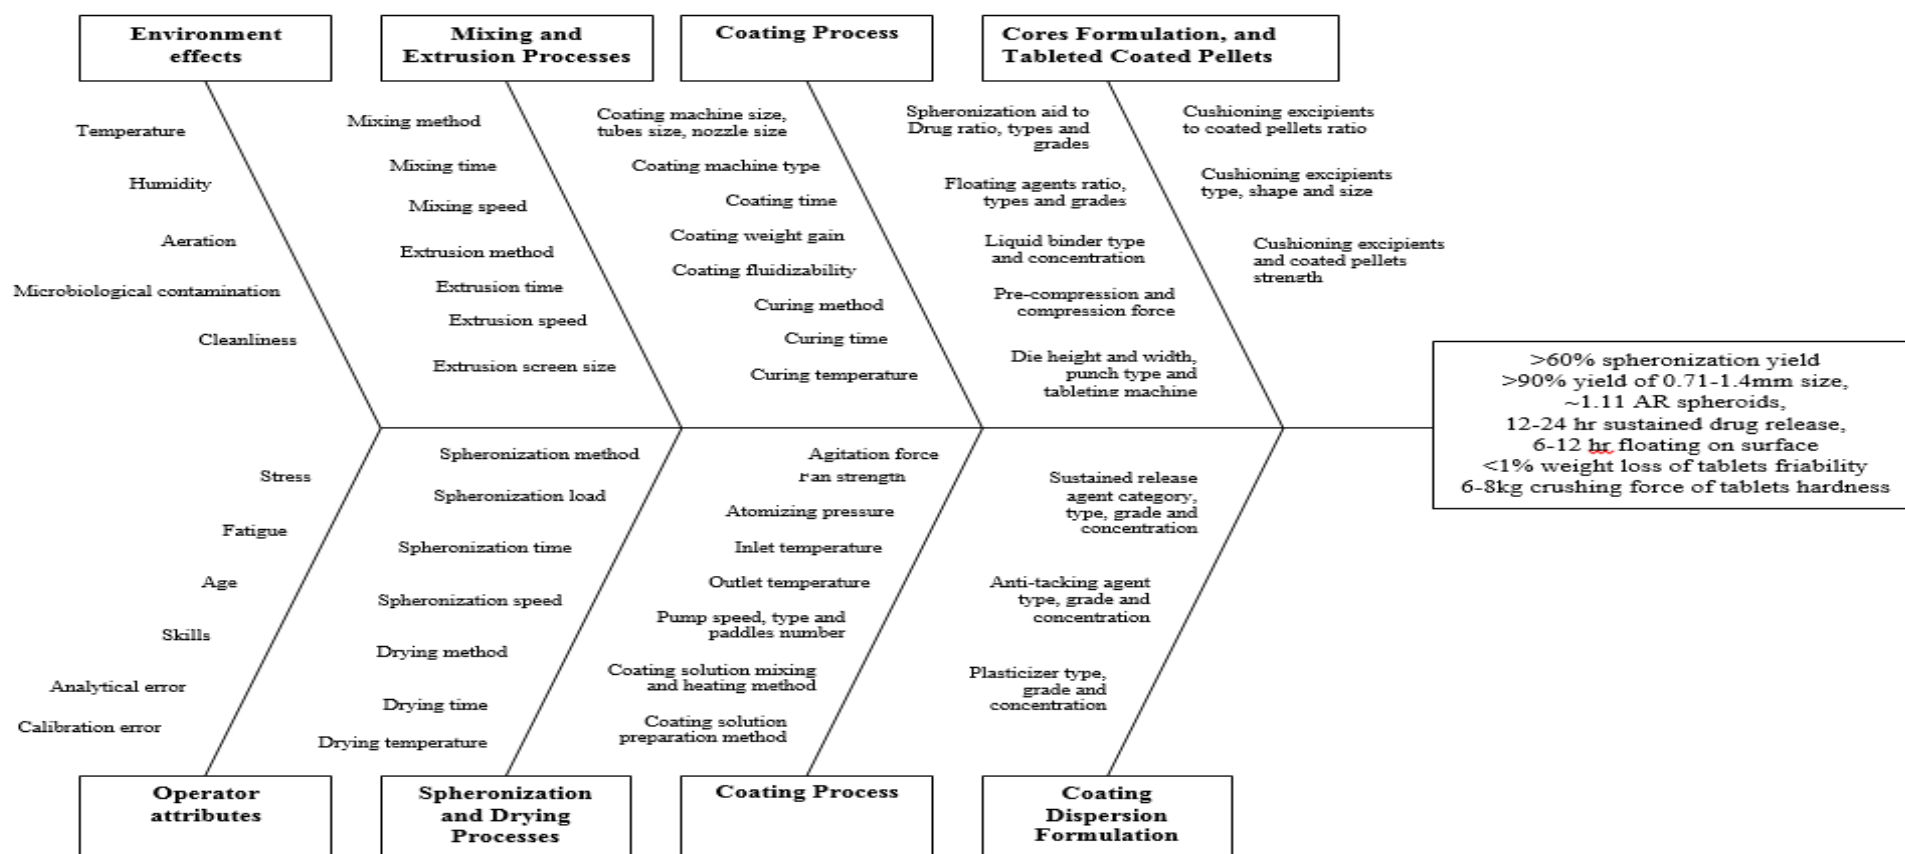 Environment
effects
Mixing and
Extrusion Processes
Coating Process
Cores Formulation, and
Tableted Coated Pellets
Temperature
Humidity
Aeration
Microbiological contamination
Cleanliness
Mixing method
Mixing time
Mixing speed
Extrusion method
Extrusion time
Extrusion speed
Extrusion screen size
Coating machine size,
tubes size, nozzle size
Coating machine type
Coating time
Coating weight gain
Coating fluidizability
Curing method
Curing time
Curing temperature
Spheronization aid to
Drug ratio, types and
grades
Floating agents ratio,
types and grades
Liquid binder type
and concentration
Pre-compression and
compression force
Die height and width,
punch type and
tableting machine
Cushioning excipients
to coated pellets ratio
Cushioning excipients
type, shape and size
Cushioning excipients
and coated pellets
strength
>60% spheronization yield
>90% yield of 0.71-1.4mm size,
~1.11 AR spheroids,
12-24 hr sustained drug release,
6-12 hr floating on surface
<1% weight loss of tablets friability
6-8kg crushing force of tablets hardness
Stress
Fatigue
Age
Skills
Analytical error
Calibration error
Spheronization method
Spheronization load
Spheronization time
Spheronization speed
Drying method
Drying time
Drying temperature
Agitation force
Fan strength
Atomizing pressure
Inlet temperature
Outlet temperature
Pump speed, type and
paddles number
Coating solution mixing
and heating method
Coating solution
preparation method
Sustained release
agent category,
type, grade and
concentration
Anti-tacking agent
type, grade and
concentration
Plasticizer type,
grade and
concentration
Operator
attributes
Spheronization
and Drying
Processes
Coating Process
Coating
Dispersion
Formulation